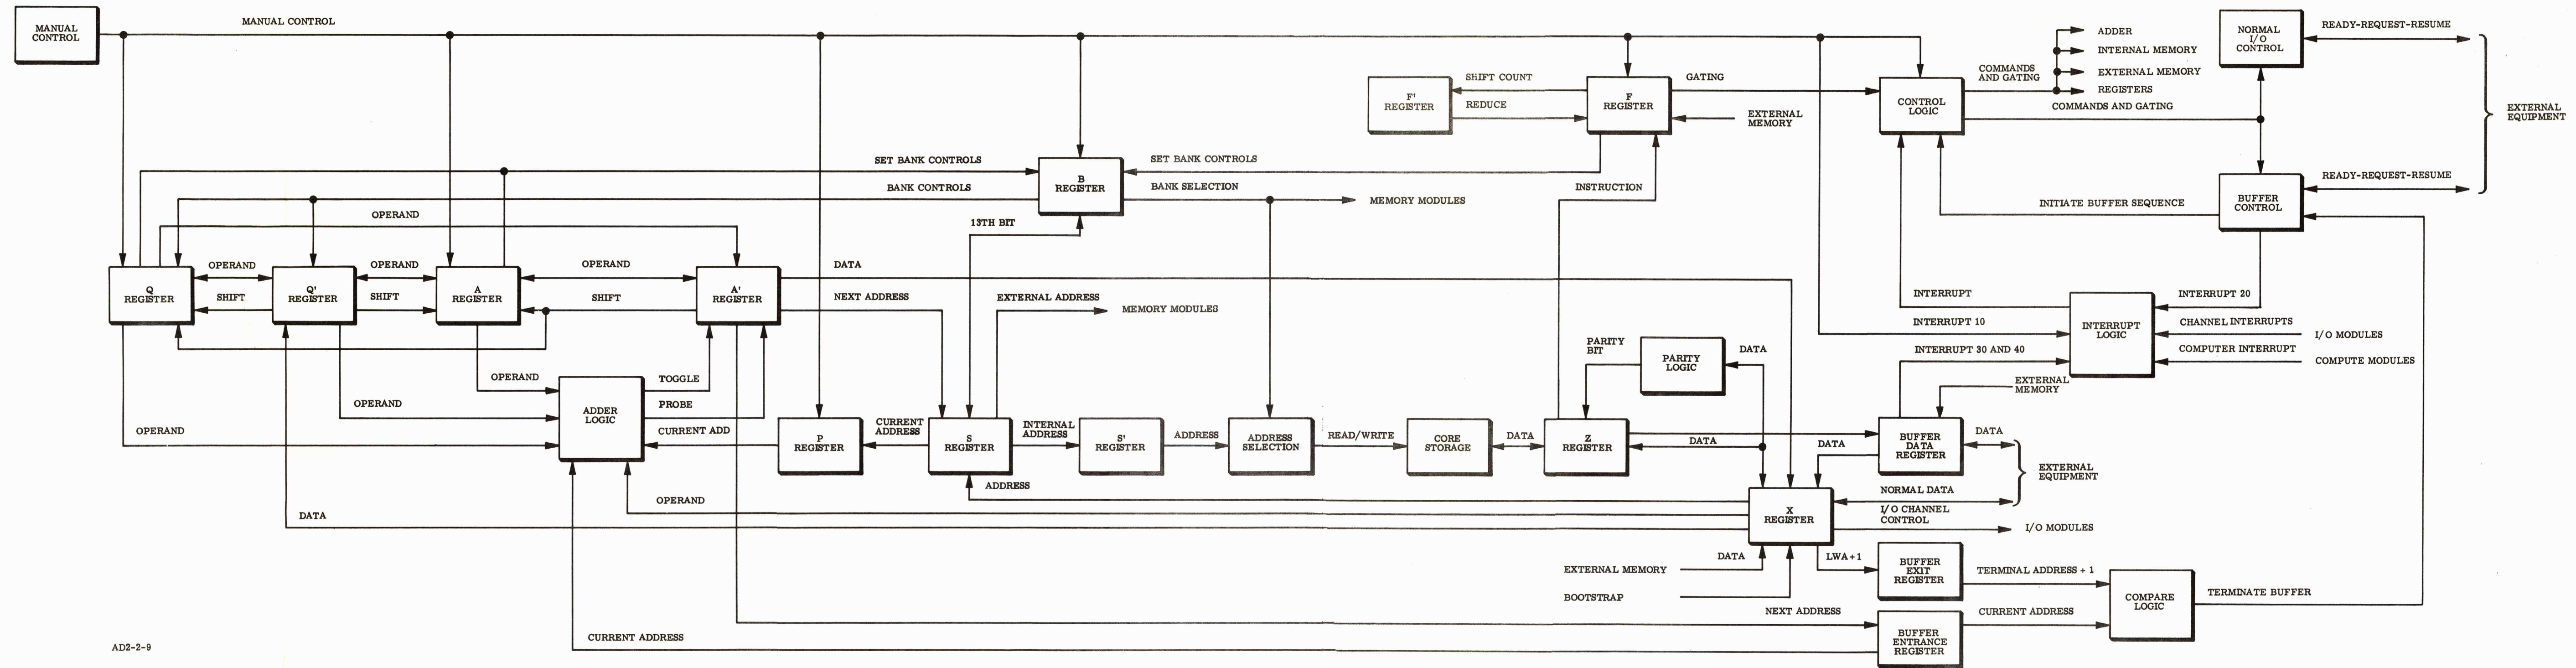 MANUAL
CONTROL
MANUAL CONTROL
ADDER
INTERNAL MEMORY
EXTERNAL MEMORY
REGISTERS
COMMANDS
AND GATING
COMMANDS AND GATING
NORMAL
I/O
CONTROL
READY-REQUEST-RESUME
EXTERNAL
EQUIPMENT
F'
REGISTER
SHIFT COUNT
REDUCE
F
REGISTER
GATING
EXTERNAL
MEMORY
CONTROL
LOGIC
SET BANK CONTROLS
BANK CONTROLS
B
REGISTER
SET BANK CONTROLS
BANK SELECTION
MEMORY MODULES
INSTRUCTION
READY-REQUEST-RESUME
BUFFER
CONTROL
INITIATE BUFFER SEQUENCE
OPERAND
13TH BIT
Q
REGISTER
OPERAND
SHIFT
Q'
REGISTER
OPERAND
SHIFT
A
REGISTER
OPERAND
SHIFT
A'
REGISTER
DATA
NEXT ADDRESS
EXTERNAL ADDRESS
MEMORY MODULES
INTERRUPT
INTERRUPT 10
INTERRUPT 30 AND 40
INTERRUPT
LOGIC
INTERRUPT 20
CHANNEL INTERRUPTS
I/O MODULES
COMPUTER INTERRUPT
COMPUTE MODULES
PARITY
BIT
PARITY
LOGIC
DATA
EXTERNAL
MEMORY
OPERAND
OPERAND
OPERAND
ADDER
LOGIC
TOGGLE
PROBE
CURRENT ADD
P
REGISTER
CURRENT
ADDRESS
S
REGISTER
INTERNAL
ADDRESS
S'
REGISTER
ADDRESS
ADDRESS
SELECTION
READ/WRITE
CORE
STORAGE
DATA
Z
REGISTER
DATA
DATA
BUFFER
DATA
REGISTER
DATA
EXTERNAL
EQUIPMENT
ADDRESS
OPERAND
DATA
X
REGISTER
NORMAL DATA
I/O CHANNEL
CONTROL
I/O MODULES
DATA
EXTERNAL MEMORY
BOOTSTRAP
LWA+1
BUFFER
EXIT
REGISTER
TERMINAL ADDRESS + 1
COMPARE
LOGIC
TERMINATE BUFFER
NEXT ADDRESS
CURRENT ADDRESS
BUFFER
ENTRANCE
REGISTER
CURRENT ADDRESS
AD2-2-9